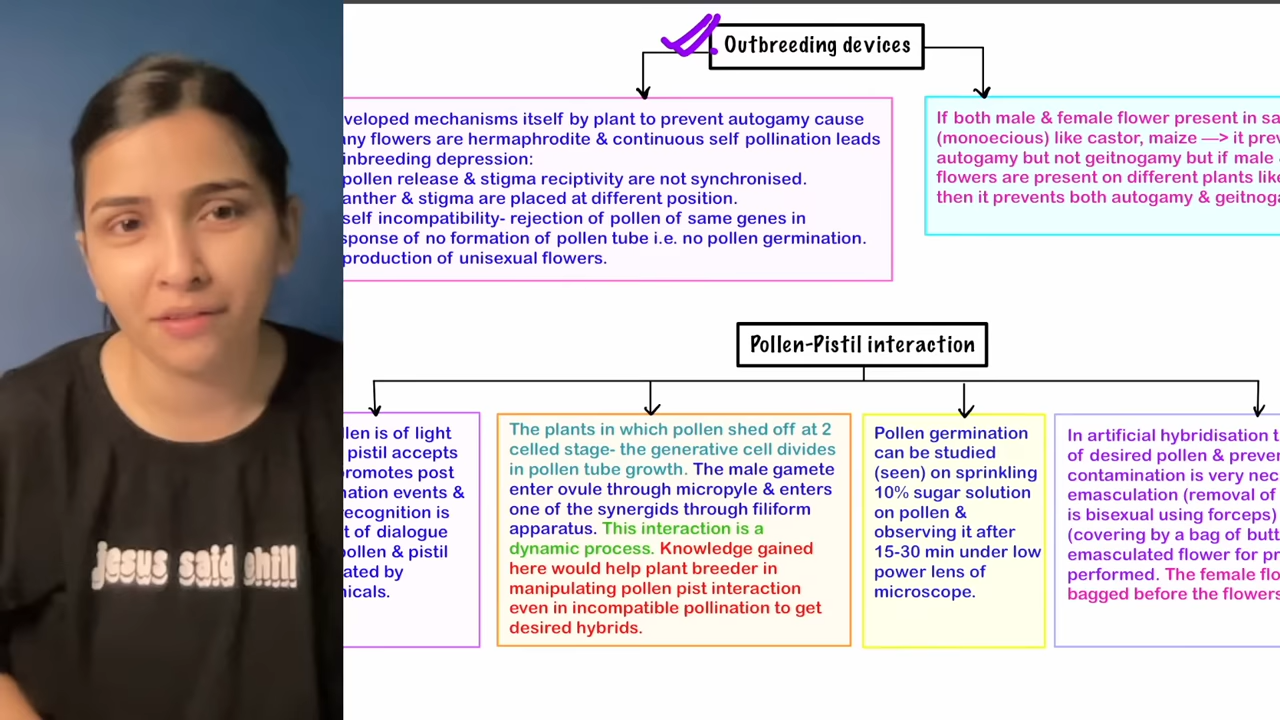 Outbreeding devices
veloped mechanisms itself by plant to prevent autogamy cause
ny flowers are hermaphrodite & continuous self pollination leads
inbreeding depression:
pollen release & stigma reciptivity are not synchronised.
anther & stigma are placed at different position.
self incompatibility- rejection of pollen of same genes in
sponse of no formation of pollen tube i.e. no pollen germination.
production of unisexual flowers.
If both male & female flower present in sa
(monoecious) like castor, maize —> it prev
autogamy but not geitnogamy but if male
flowers are present on different plants like
then it prevents both autogamy & geitnoga
Pollen-Pistil interaction
llen is of light
pistil accepts
promotes post
nation events &
recognition is
t of dialogue
pollen & pistil
ated by
nicals.
The plants in which pollen shed off at 2
celled stage- the generative cell divides
in pollen tube growth. The male gamete
enter ovule through micropyle & enters
one of the synergids through filiform
apparatus. This interaction is a
dynamic process. Knowledge gained
here would help plant breeder in
manipulating pollen pist interaction
even in incompatible pollination to get
desired hybrids.
Pollen germination
can be studied
(seen) on sprinkling
10% sugar solution
on pollen &
observing it after
15-30 min under low
power lens of
microscope.
In artificial hybridisation t
of desired pollen & preven
contamination is very nec
emasculation (removal of
is bisexual using forceps)
(covering by a bag of butt
emasculated flower for pr
performed. The female flo
bagged before the flowers
jesus said chill